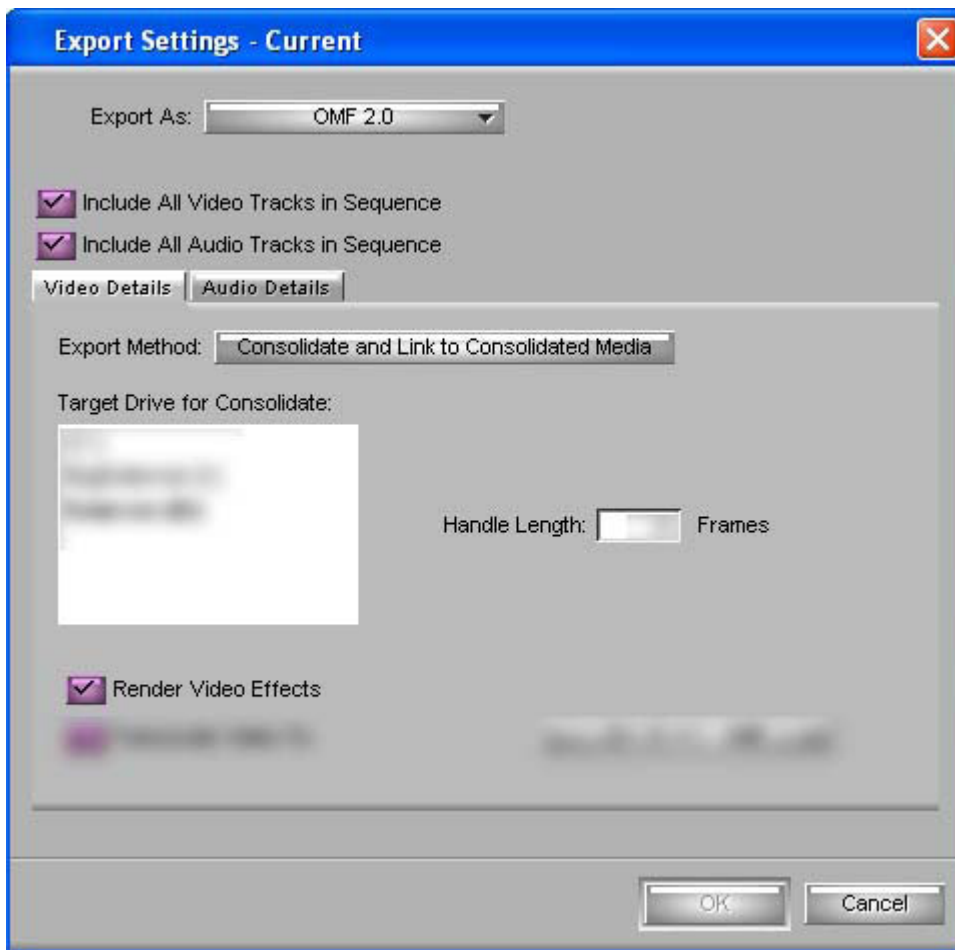 Export Settings - Current
Export As: OMF 2.0
Include All Video Tracks in Sequence
Include All Audio Tracks in Sequence
Video Details Audio Details
Export Method: Consolidate and Link to Consolidated Media
Target Drive for Consolidate:
Handle Length: Frames
Render Video Effects
OK Cancel